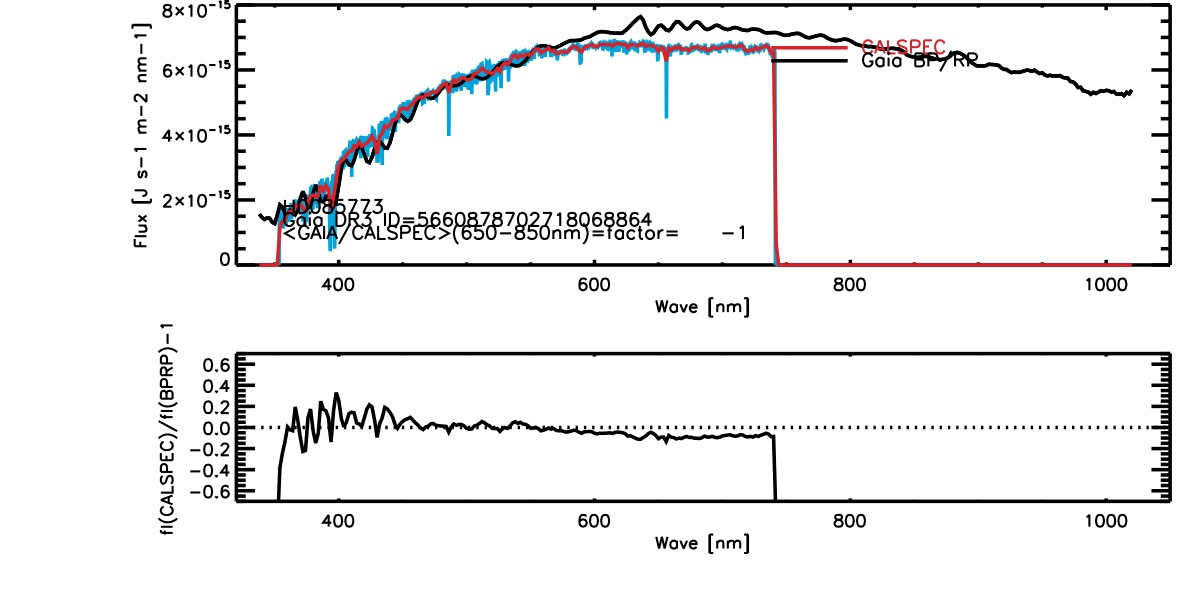 8×10−15
6×10−15
4×10−15
2×10−15
0
Flux [J s−1 m−2 nm−1]
CALSPEC
Gaia BP/RP
HD085773
Gaia DR3 ID=5660878702718068864
<GAIA/CALSPEC>(650−850nm)=factor= −1
400 600 800 1000
Wave [nm]
fl(CALSPEC)/fl(BPRP)−1
0.6
0.4
0.2
0.0
−0.2
−0.4
−0.6
400 600 800 1000
Wave [nm]